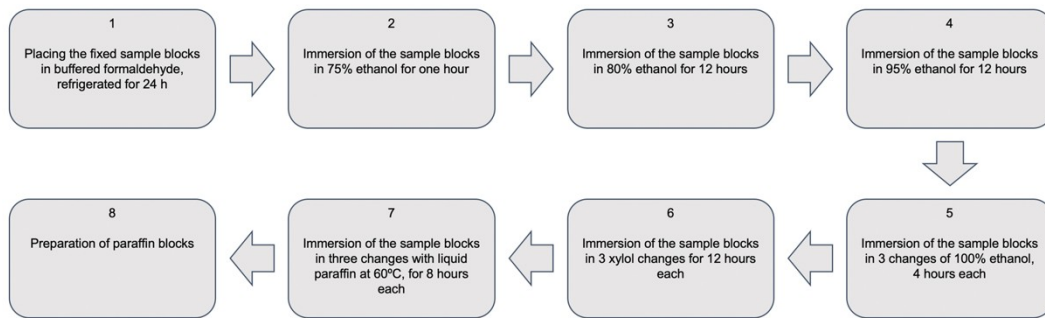 1
Placing the fixed sample blocks
in buffered formaldehyde,
refrigerated for 24 h
2
Immersion of the sample blocks
in 75% ethanol for one hour
3
Immersion of the sample blocks
in 80% ethanol for 12 hours
4
Immersion of the sample blocks
in 95% ethanol for 12 hours
5
Immersion of the sample blocks
in 3 changes of 100% ethanol,
4 hours each
6
Immersion of the sample blocks
in 3 xylol changes for 12 hours
each
7
Immersion of the sample blocks
in three changes with liquid
paraffin at 60ºC, for 8 hours
each
8
Preparation of paraffin blocks